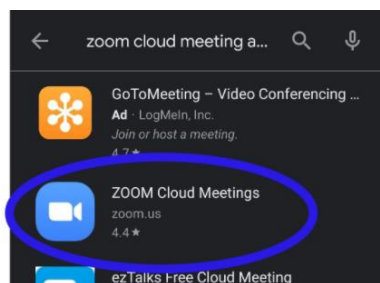 zoom cloud meeting a...
GoToMeeting – Video Conferencing ...
Ad · LogMeIn, Inc.
Join or host a meeting.
4.7 ★
ZOOM Cloud Meetings
zoom.us
4.4 ★
ezTalks Free Cloud Meeting